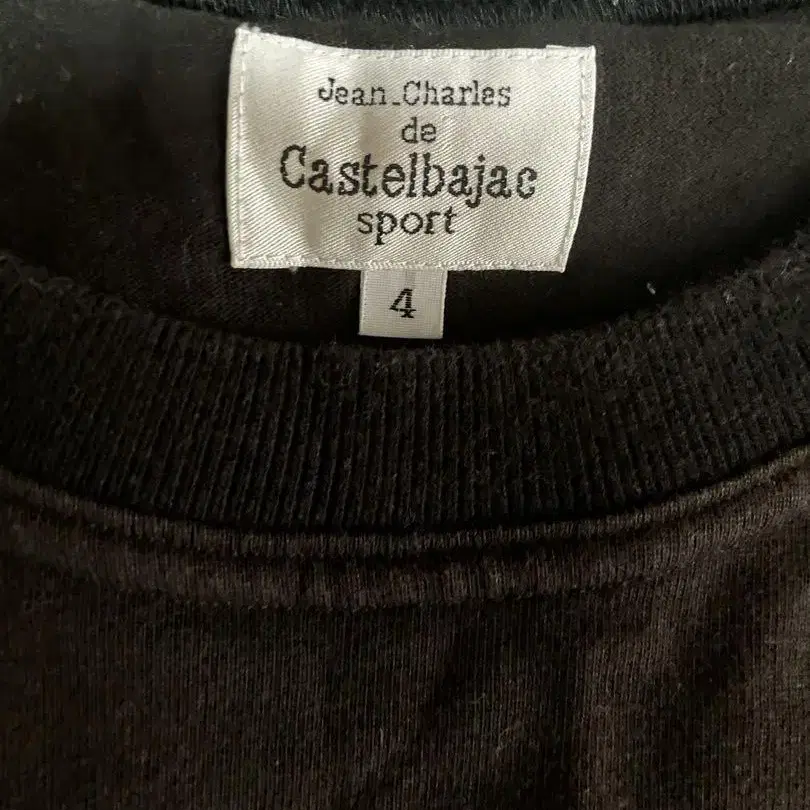 Jean_Charles
de
Castelbajac
sport
4